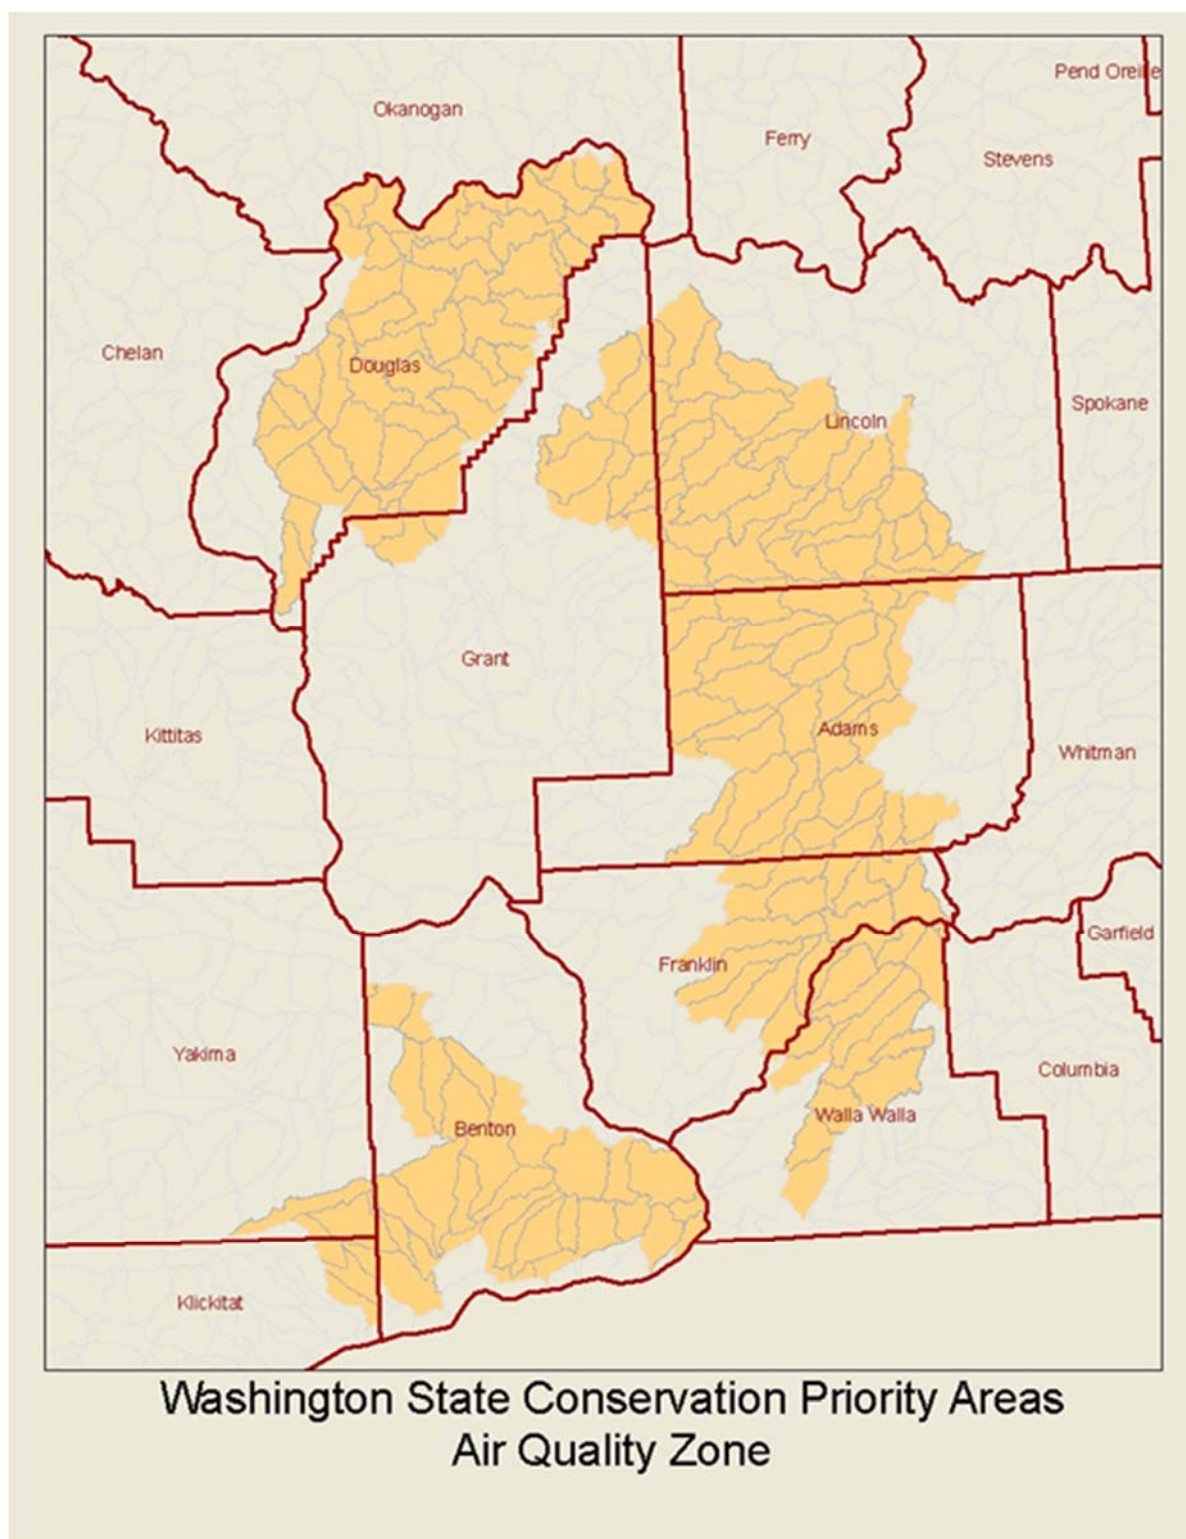 Pend Oreille
Okanogan
Ferry
Stevens
Chelan
Douglas
Spokane
Lincoln
Grant
Adams
Kittitas
Whitman
Garfield
Franklin
Yakima
Columbia
Walla Walla
Benton
Klickitat
Washington State Conservation Priority Areas
Air Quality Zone